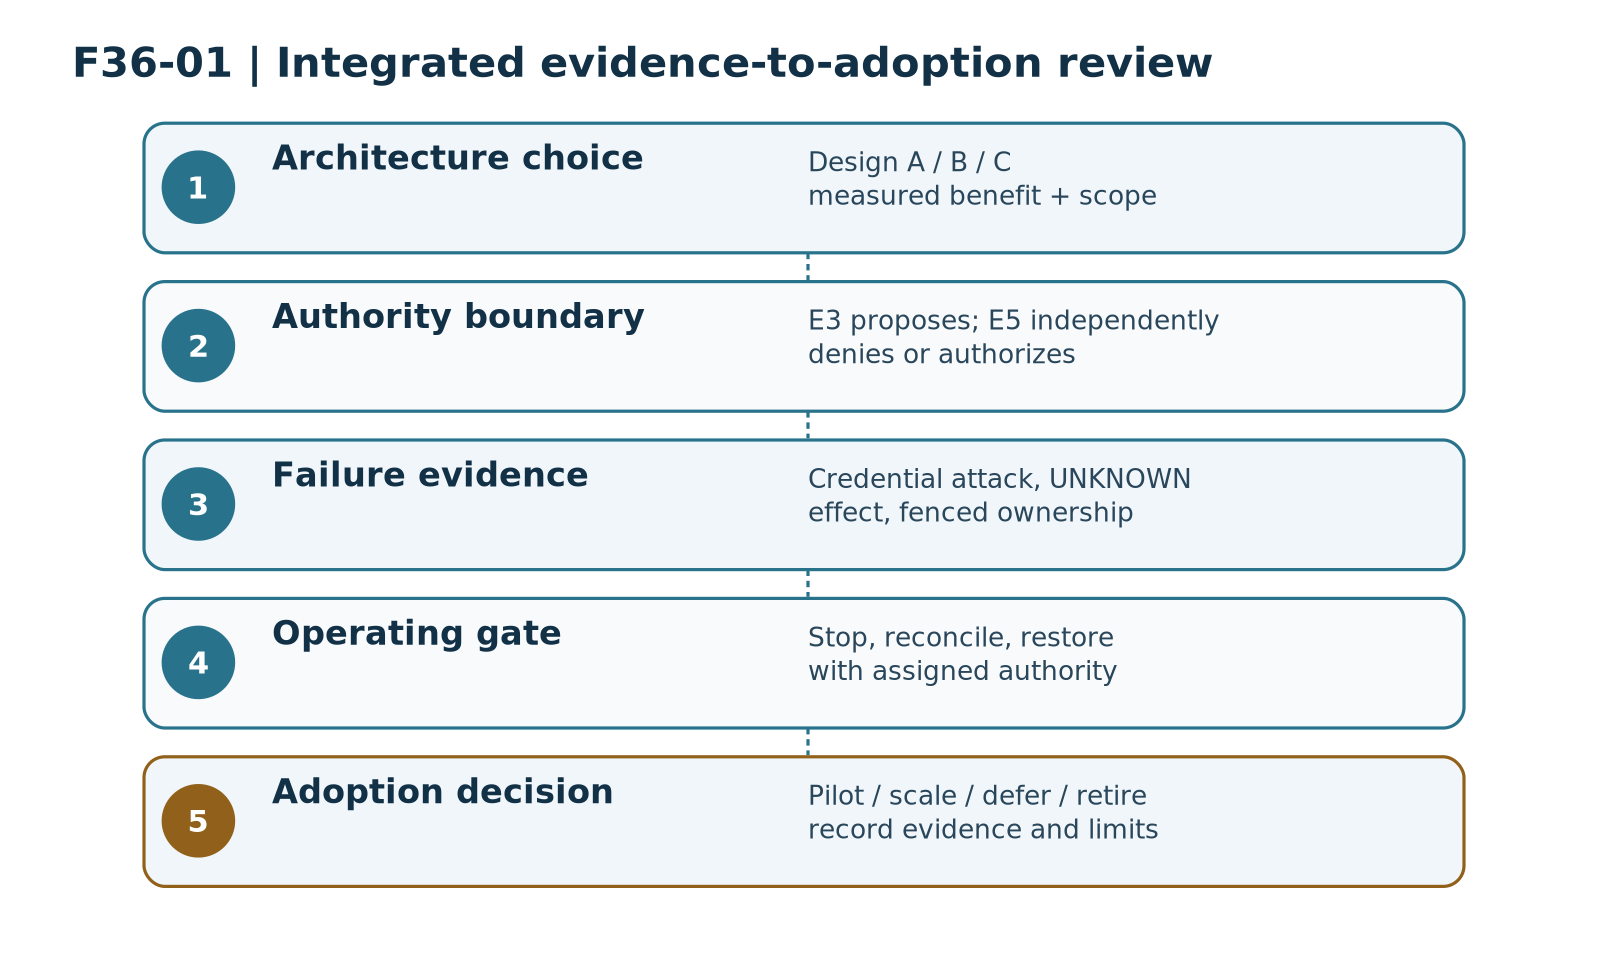 F36-01 | Integrated evidence-to-adoption review
1
Architecture choice
Design A / B / C
measured benefit + scope
2
Authority boundary
E3 proposes; E5 independently
denies or authorizes
3
Failure evidence
Credential attack, UNKNOWN
effect, fenced ownership
4
Operating gate
Stop, reconcile, restore
with assigned authority
5
Adoption decision
Pilot / scale / defer / retire
record evidence and limits